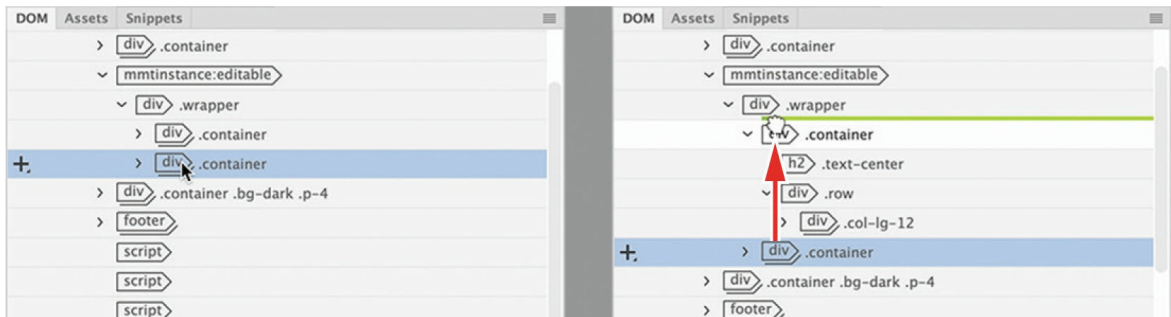 DOM Assets Snippets
div .container
mmtinstance:editable
div .wrapper
div .container
div .container
div .container .bg-dark .p-4
footer
script
script
script
DOM Assets Snippets
div .container
mmtinstance:editable
div .wrapper
div .container
h2 .text-center
div .row
div .col-lg-12
div .container
div .container .bg-dark .p-4
footer